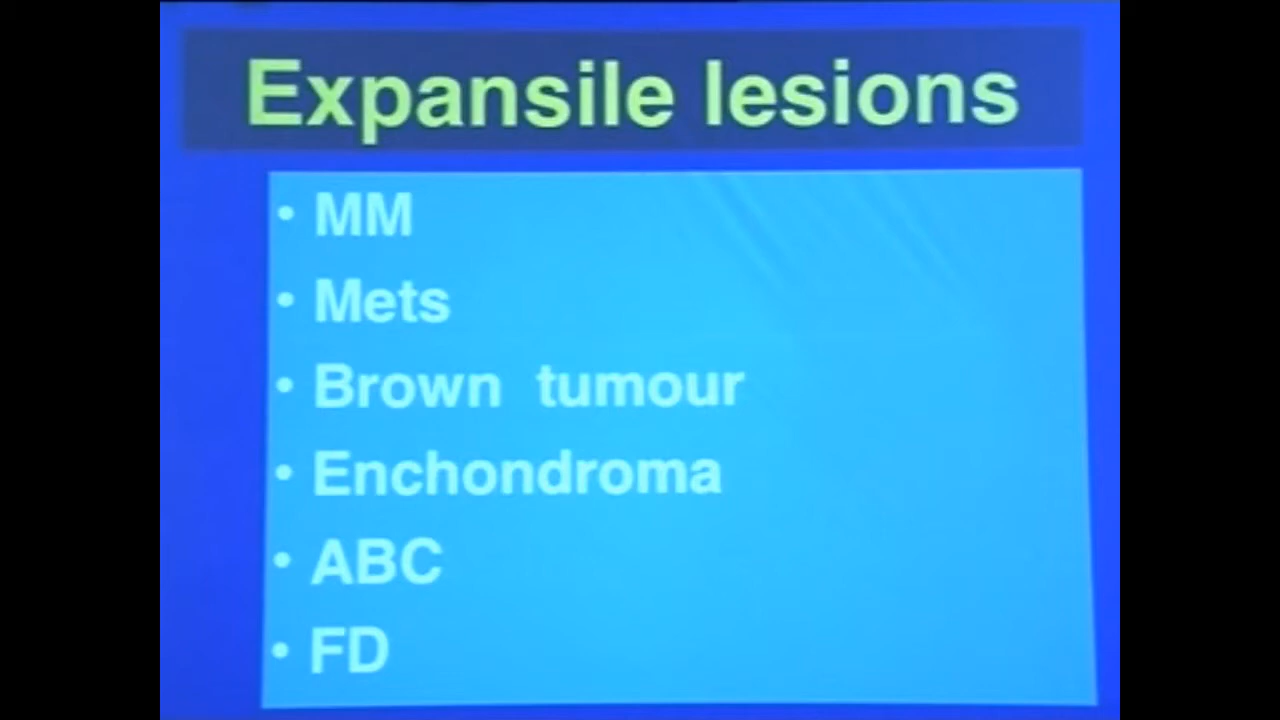 Expansile lesions
• MM
• Mets
• Brown tumour
• Enchondroma
• ABC
• FD